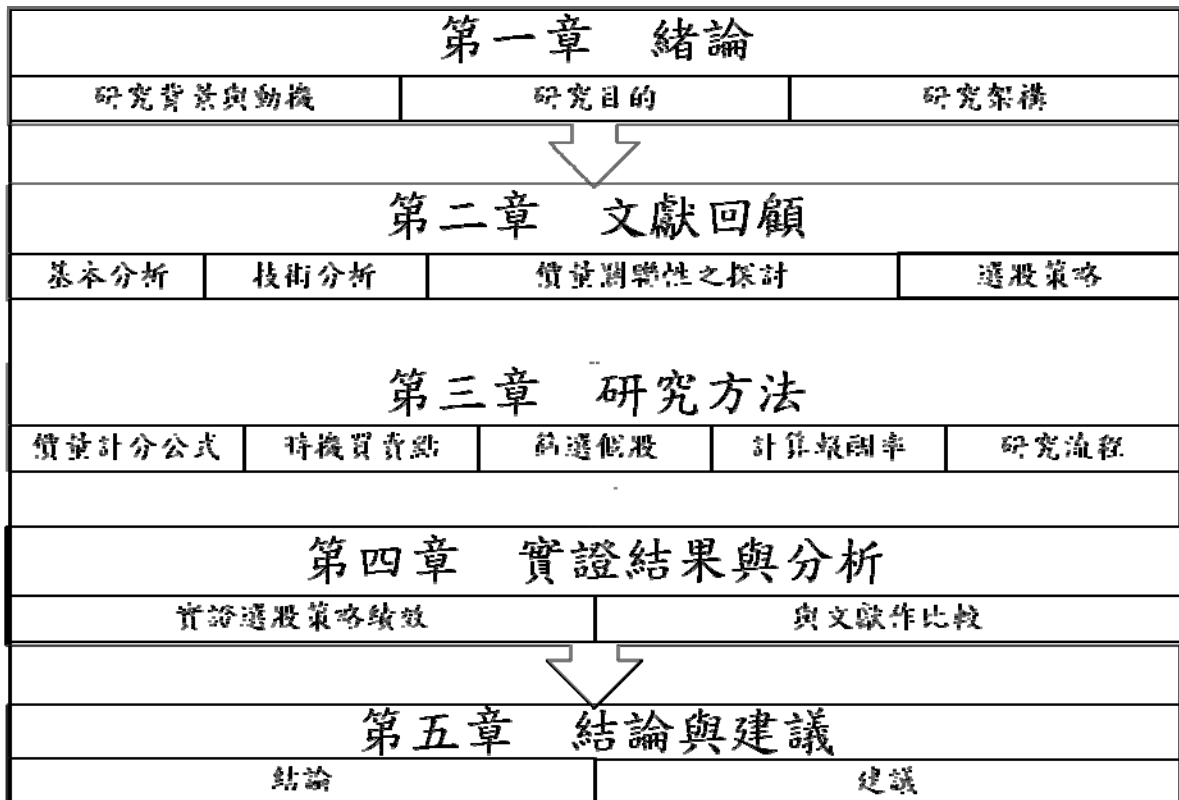 第一章 緒論
研究背景與動機 研究目的 研究架構
第二章 文獻回顧
基本分析 技術分析 價量關聯性之探討 選股策略
第三章 研究方法
價量計分公式 時機買賣點 篩選個股 計算報酬率 研究流程
第四章 實證結果與分析
實證選股策略績效 與文獻作比較
第五章 結論與建議
結論 建議